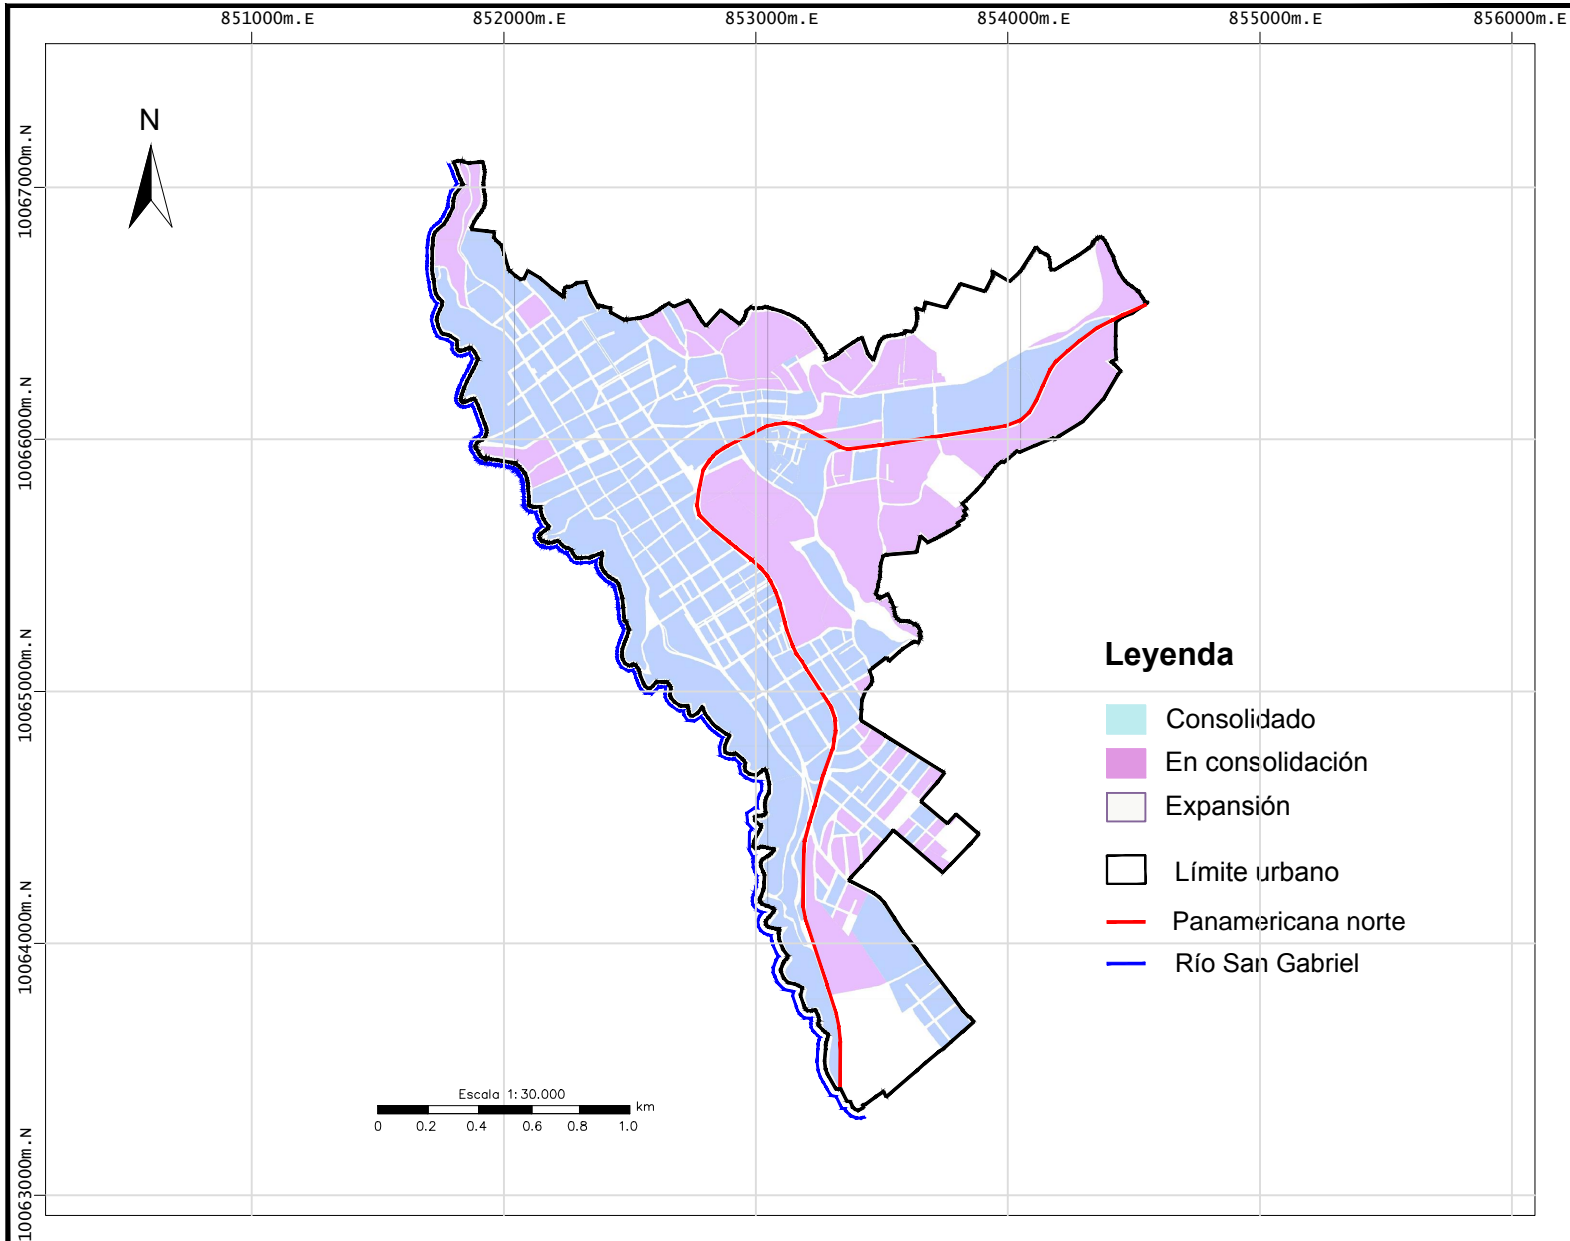 851000m.E 852000m.E 853000m.E 854000m.E 855000m.E 856000m.E
N
10067000m.N
10066000m.N
10065000m.N
10064000m.N
10063000m.N
Leyenda
Consolidado
En consolidación
Expansión
Límite urbano
Panamericana norte
Río San Gabriel
Escala 1:30.000
km
0 0.2 0.4 0.6 0.8 1.0